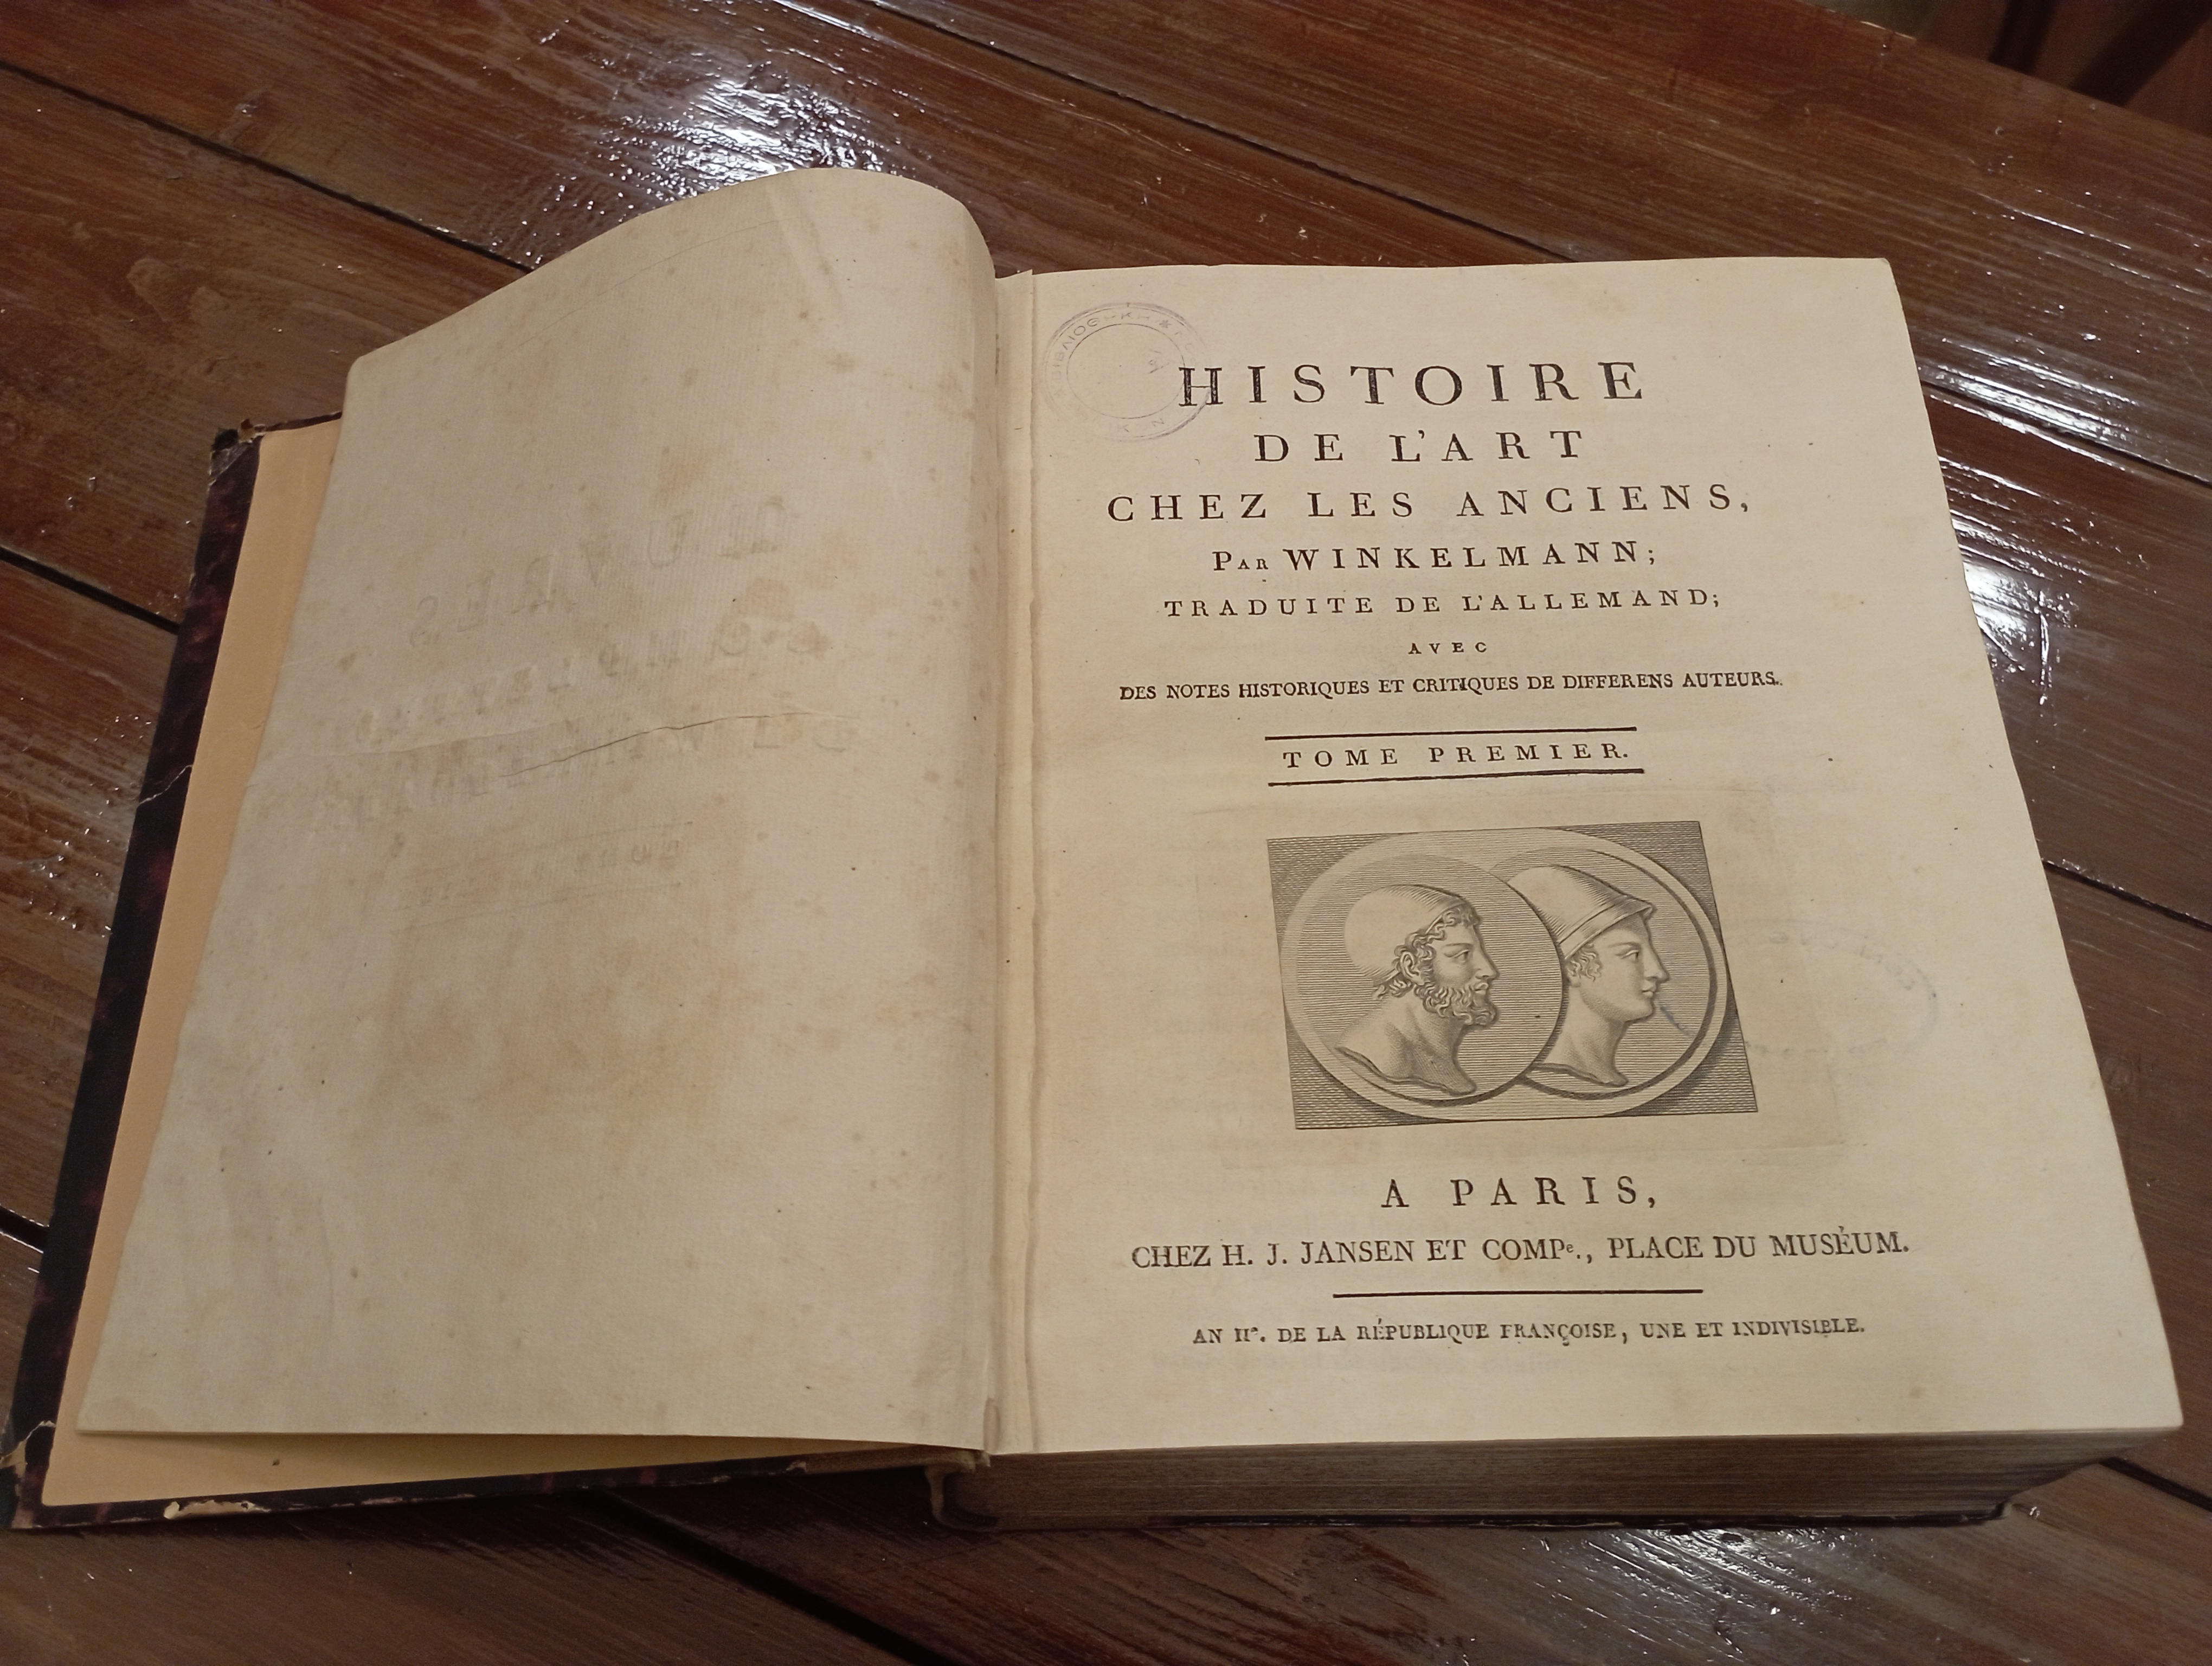 ΒΙΒΛΙΟΘΗΚΗ
HISTOIRE
DE L'ART
CHEZ LES ANCIENS,
PAR WINKELMANN;
TRADUITE DE L'ALLEMAND;
AVEC
DES NOTES HISTORIQUES ET CRITIQUES DE DIFFERENS AUTEURS.
TOME PREMIER.
A PARIS,
CHEZ H. J. JANSEN ET COMPe., PLACE DU MUSÉUM.
AN IIe. DE LA RÉPUBLIQUE FRANÇOISE, UNE ET INDIVISIBLE.